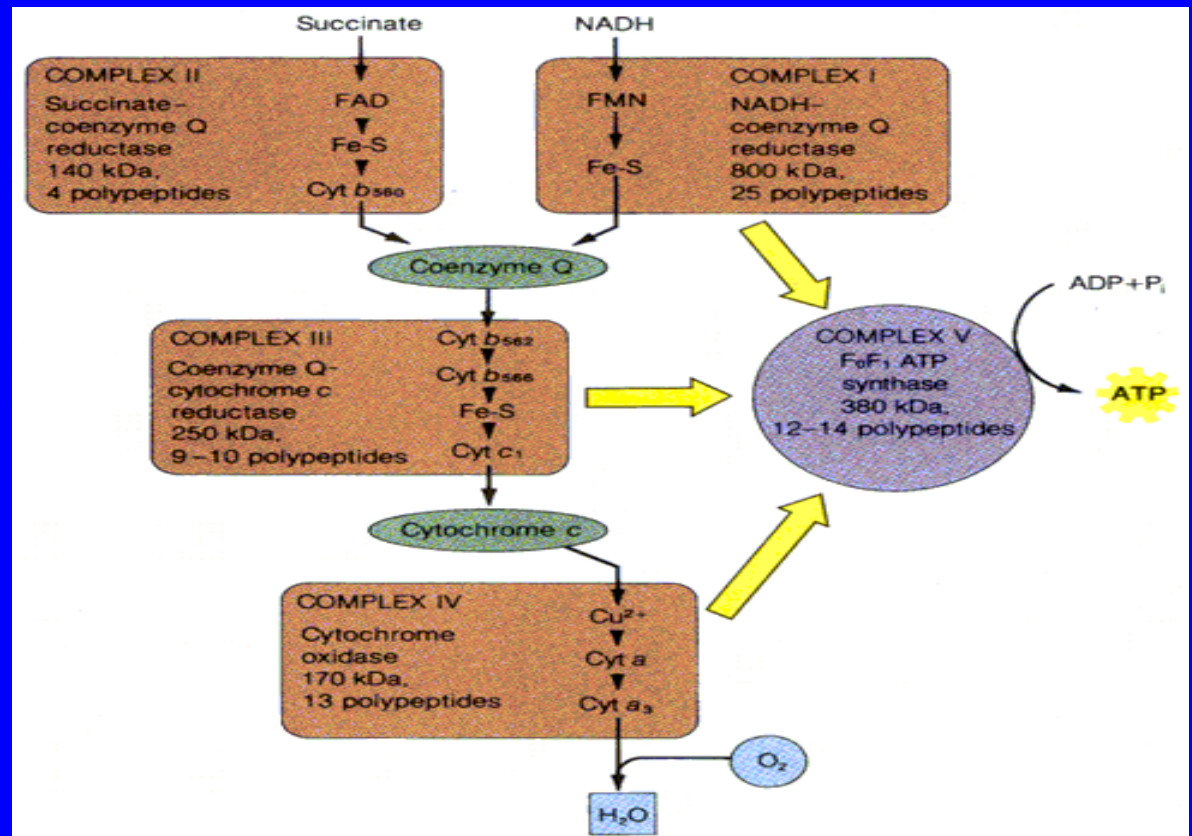 Succinate
NADH
COMPLEX II
Succinate–
coenzyme Q
reductase
140 kDa,
4 polypeptides
FAD
Fe-S
Cyt b₅₆₀
COMPLEX I
NADH–
coenzyme Q
reductase
800 kDa,
25 polypeptides
FMN
Fe-S
Coenzyme Q
COMPLEX III
Coenzyme Q-
cytochrome c
reductase
250 kDa,
9–10 polypeptides
Cyt b₅₆₂
Cyt b₅₆₆
Fe-S
Cyt c₁
COMPLEX V
F₀F₁ ATP
synthase
380 kDa,
12–14 polypeptides
ADP+Pᵢ
ATP
Cytochrome c
COMPLEX IV
Cytochrome
oxidase
170 kDa,
13 polypeptides
Cu²⁺
Cyt a
Cyt a₃
O₂
H₂O